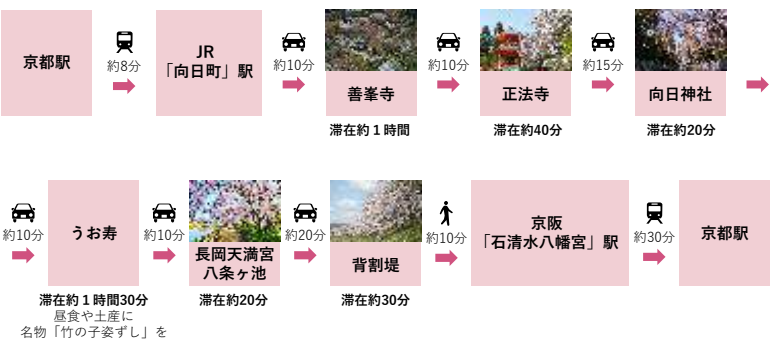 京都駅
約8分
JR
「向日町」駅
約10分
善峯寺
滞在約１時間
約10分
正法寺
滞在約40分
約15分
向日神社
滞在約20分
約10分
うお寿
滞在約１時間30分
昼食や土産に
名物「竹の子姿ずし」を
約10分
長岡天満宮
八条ヶ池
滞在約20分
約20分
背割堤
滞在約30分
約10分
京阪
「石清水八幡宮」駅
約30分
京都駅